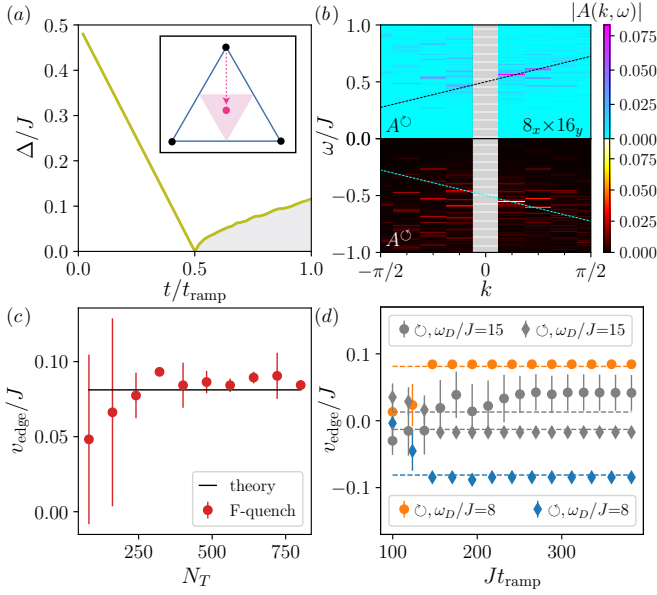 (a)
0.5
0.4
0.3
0.2
0.1
0.0
Δ/J
0.0
0.5
1.0
t/t_ramp
(b)
|A(k, ω)|
1.0
0.5
0.0
−0.5
−1.0
ω/J
A^↻
8_x×16_y
A^↺
−π/2
0
π/2
k
0.075
0.050
0.025
0.000
0.075
0.050
0.025
0.000
(c)
0.10
0.05
0.00
v_edge/J
theory
F-quench
250
500
750
N_T
(d)
↻, ω_D/J=15
↺, ω_D/J=15
0.1
0.0
−0.1
v_edge/J
↻, ω_D/J=8
↺, ω_D/J=8
100
200
300
Jt_ramp